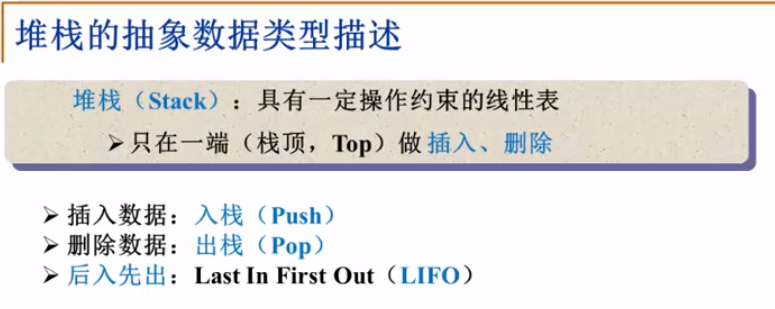 堆栈的抽象数据类型描述
堆栈（Stack）：具有一定操作约束的线性表
➢只在一端（栈顶，Top）做 插入、删除
➢ 插入数据：入栈（Push）
➢ 删除数据：出栈（Pop）
➢ 后入先出：Last In First Out（LIFO）